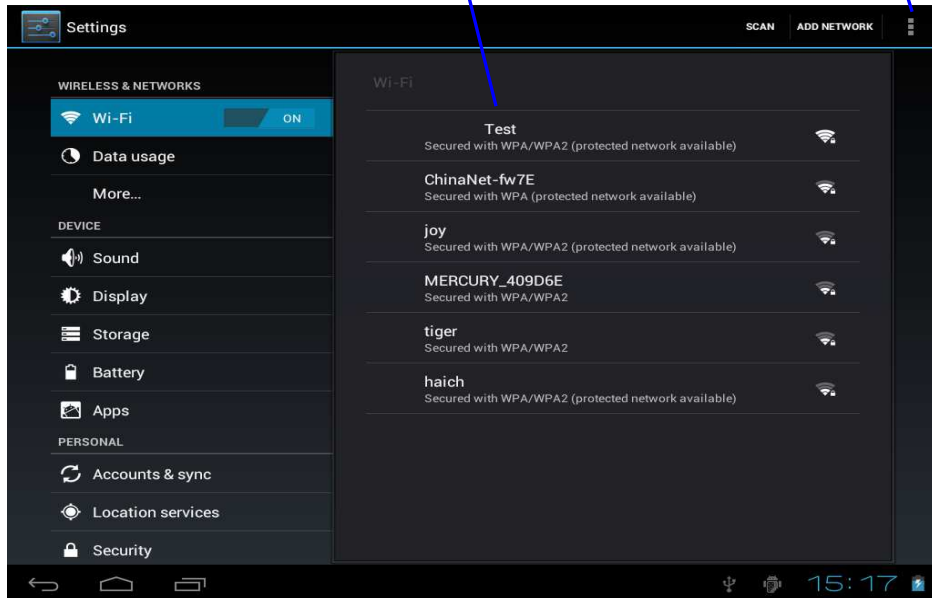 Settings
SCAN
ADD NETWORK
WIRELESS & NETWORKS
Wi-Fi
ON
Data usage
More...
DEVICE
Sound
Display
Storage
Battery
Apps
PERSONAL
Accounts & sync
Location services
Security
Wi-Fi
Test
Secured with WPA/WPA2 (protected network available)
ChinaNet-fw7E
Secured with WPA (protected network available)
joy
Secured with WPA/WPA2 (protected network available)
MERCURY_409D6E
Secured with WPA/WPA2
tiger
Secured with WPA/WPA2
haich
Secured with WPA/WPA2 (protected network available)
15:17